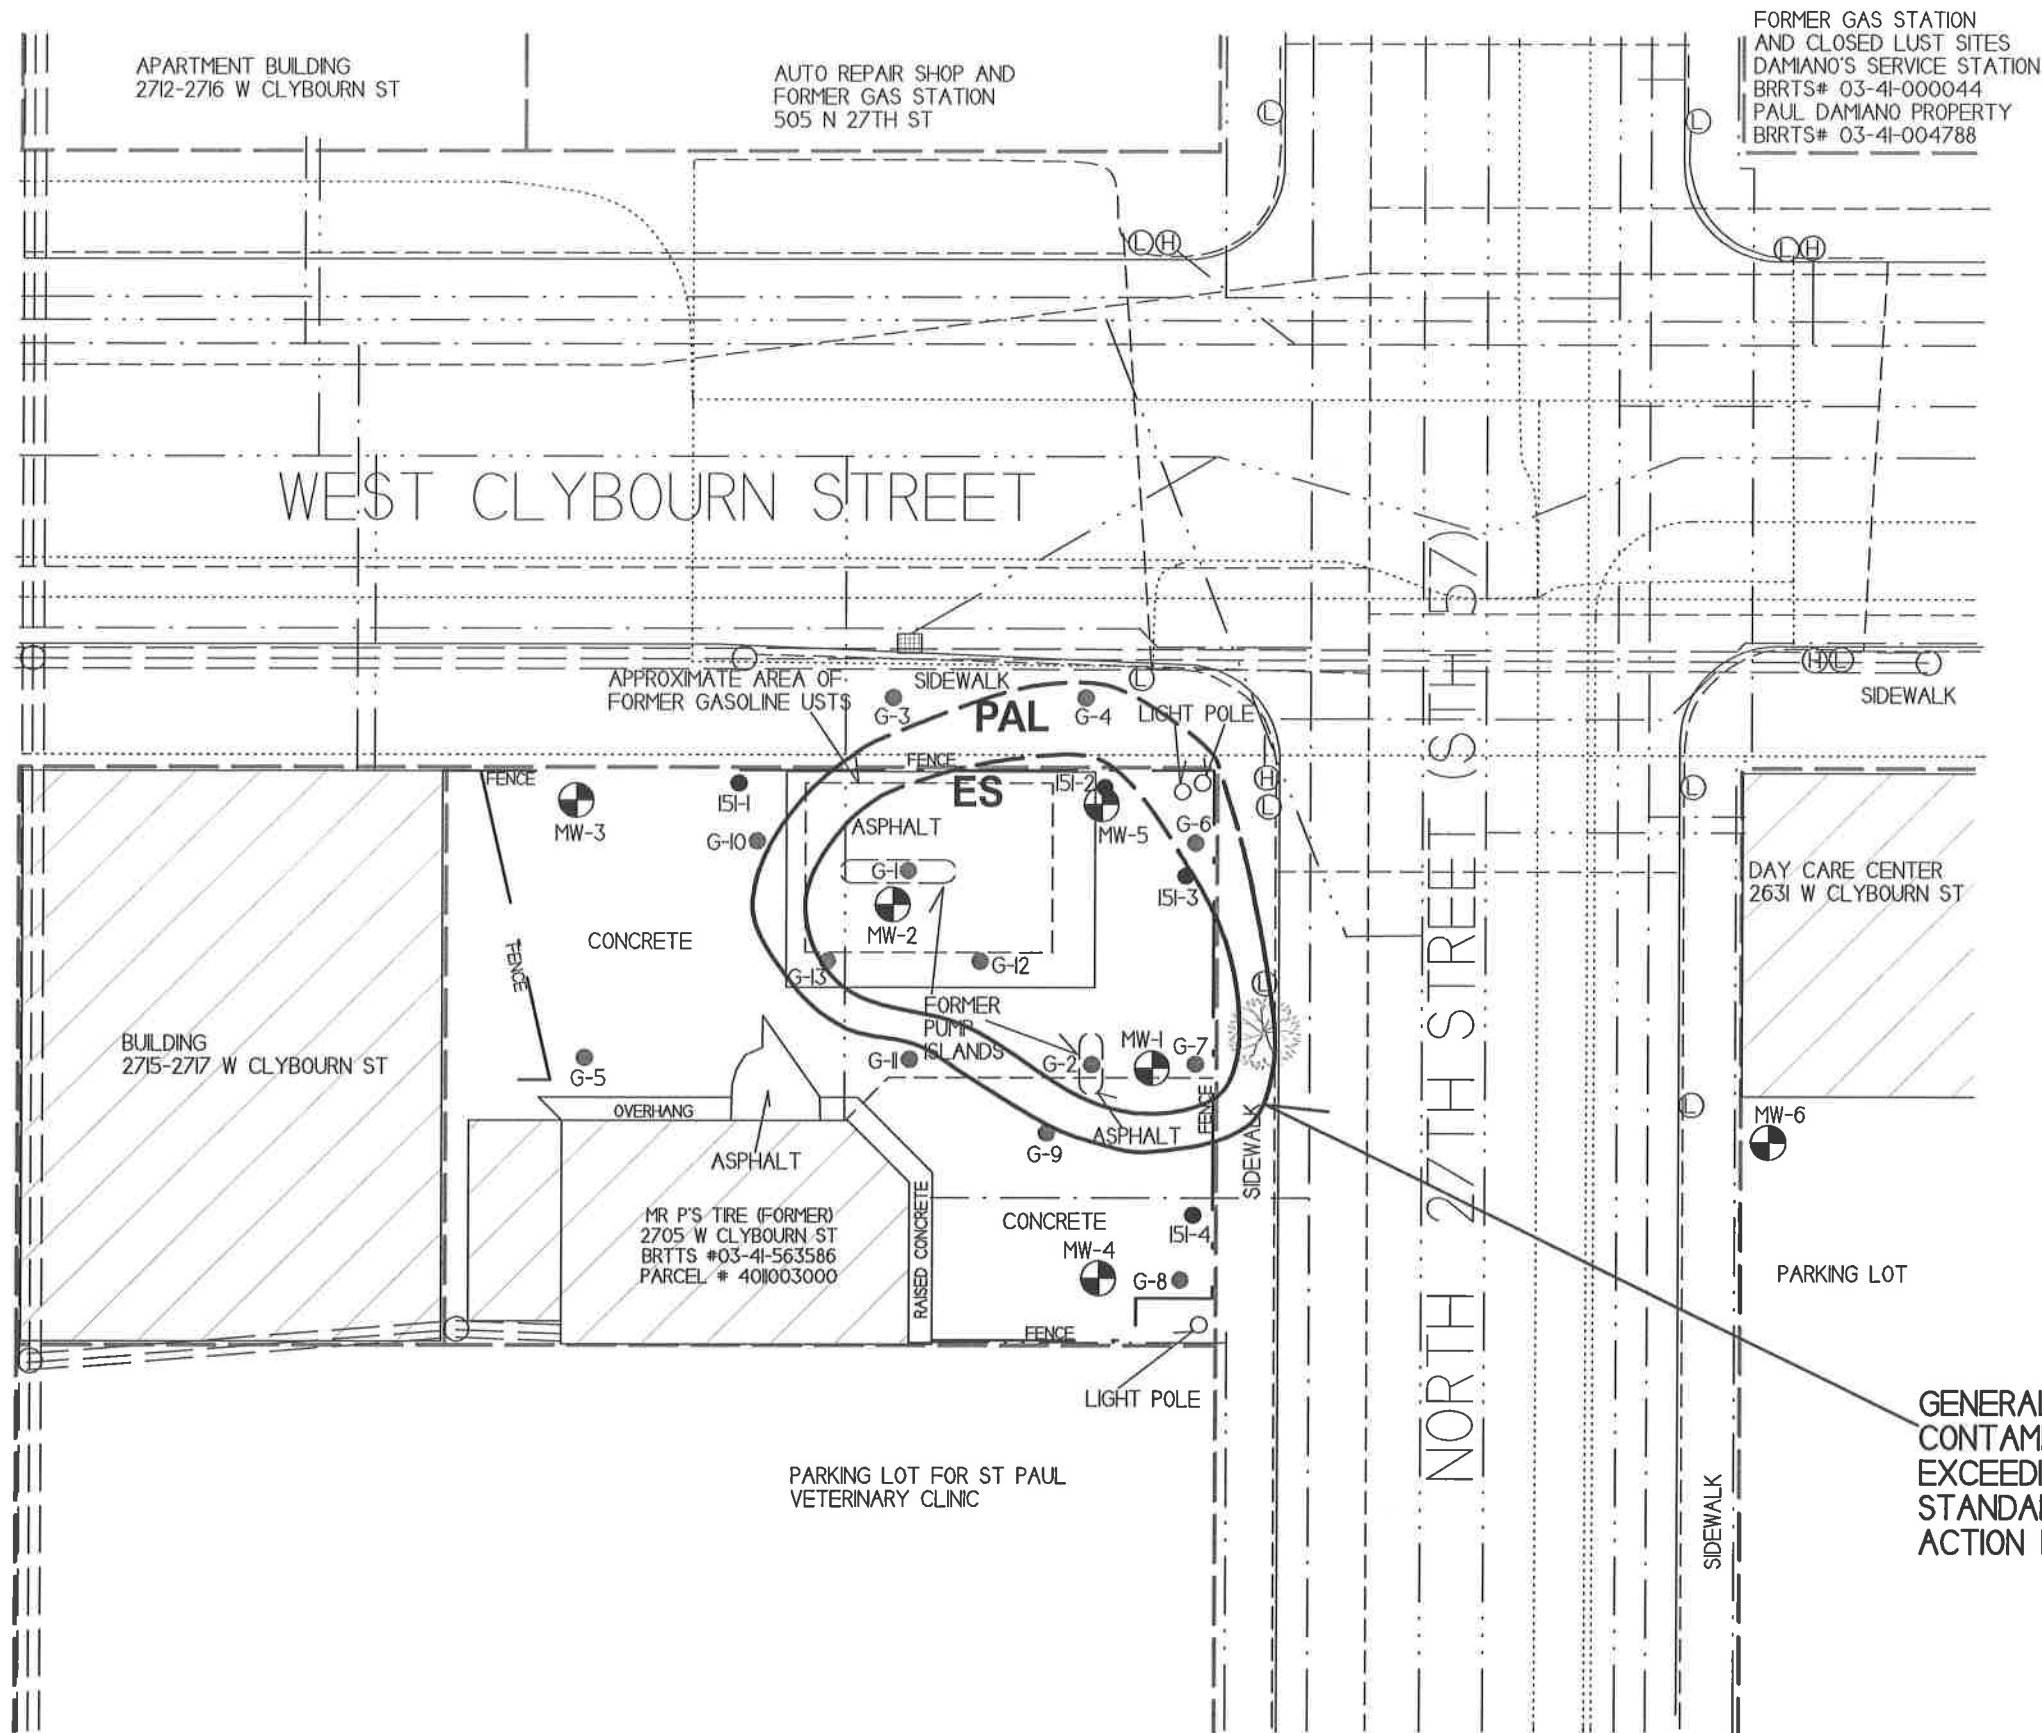 APARTMENT BUILDING
2712-2716 W CLYBOURN ST
AUTO REPAIR SHOP AND
FORMER GAS STATION
505 N 27TH ST
FORMER GAS STATION
AND CLOSED LUST SITES
DAMIANO'S SERVICE STATION
BRRTS# 03-41-000044
PAUL DAMIANO PROPERTY
BRRTS# 03-41-004788
L
L
L H
L H
WEST CLYBOURN STREET
NORTH 27TH STREET (STH 57)
APPROXIMATE AREA OF
FORMER GASOLINE USTS
SIDEWALK
L
H L
SIDEWALK
G-3
PAL
G-4
LIGHT POLE
FENCE
FENCE
ES
151-1
151-2
H
L
L
MW-3
MW-5
G-6
G-10
ASPHALT
G-1
151-3
DAY CARE CENTER
2631 W CLYBOURN ST
MW-2
CONCRETE
FENCE
G-13
G-12
L
FORMER
PUMP
ISLANDS
MW-1
G-7
G-2
G-11
G-5
BUILDING
2715-2717 W CLYBOURN ST
OVERHANG
FENCE
L
MW-6
ASPHALT
ASPHALT
G-9
SIDEWALK
MR P'S TIRE (FORMER)
2705 W CLYBOURN ST
BRTTS #03-41-563586
PARCEL # 4011003000
RAISED CONCRETE
CONCRETE
151-4
MW-4
G-8
PARKING LOT
FENCE
LIGHT POLE
PARKING LOT FOR ST PAUL
VETERINARY CLINIC
SIDEWALK
GENERAL
CONTAM
EXCEEDI
STANDA
ACTION